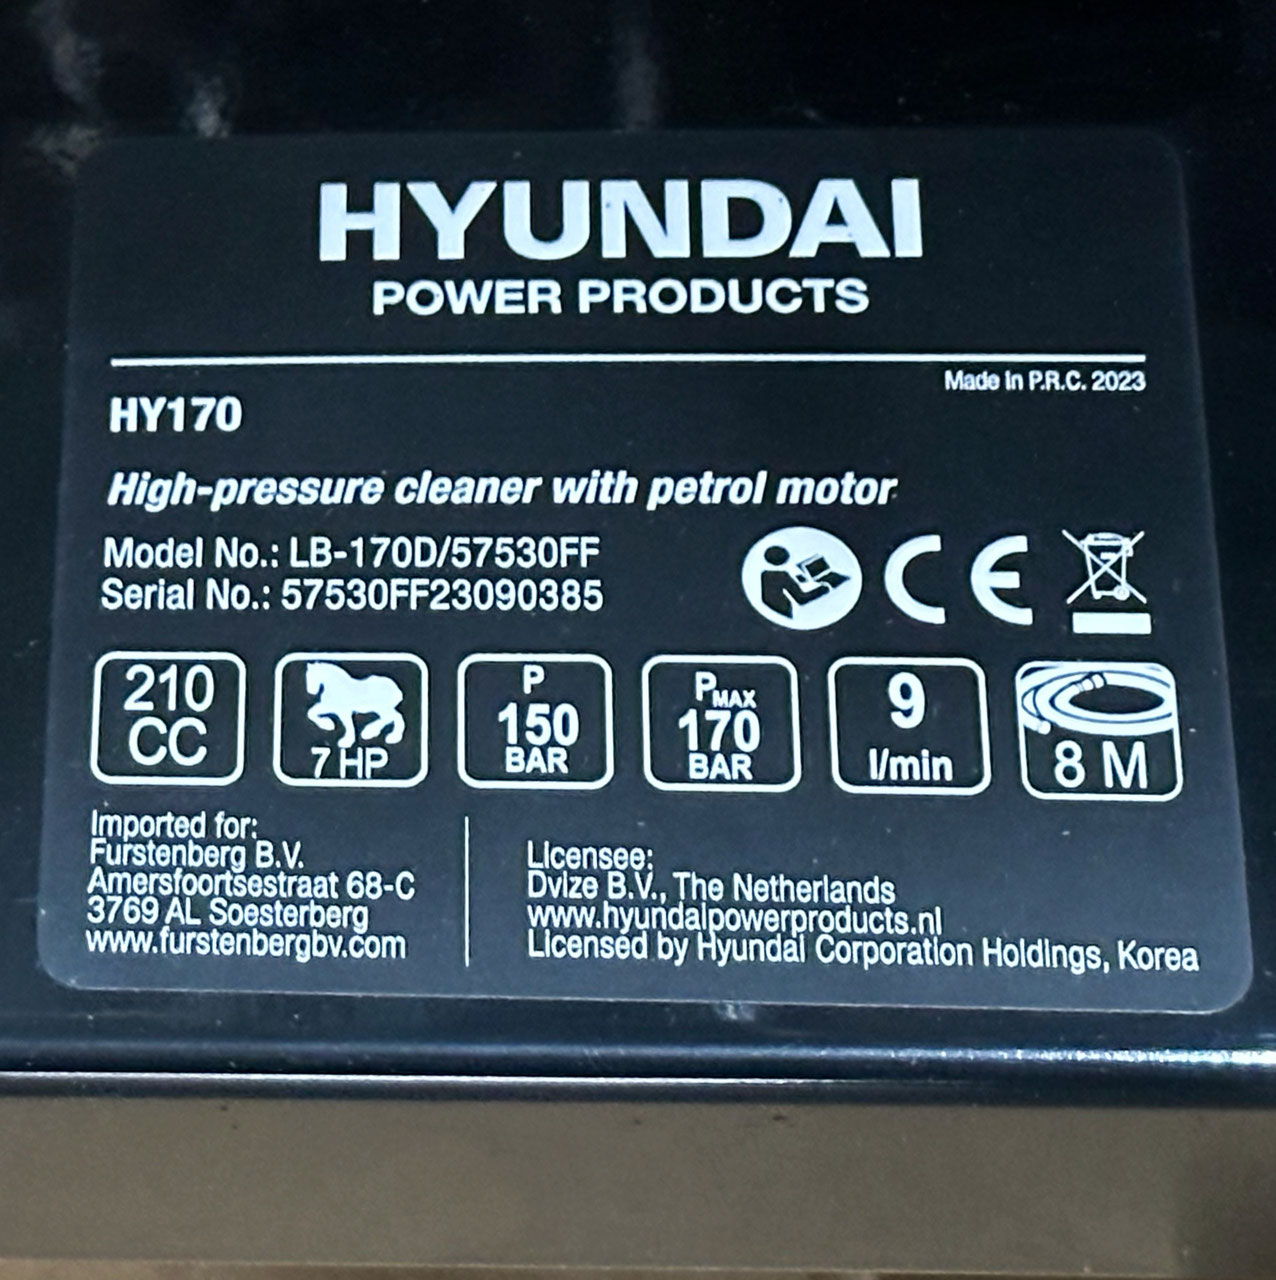 HYUNDAI
POWER PRODUCTS
Made in P.R.C. 2023
HY170
High-pressure cleaner with petrol motor
Model No.: LB-170D/57530FF
Serial No.: 57530FF23090385
CE
210
CC
7 HP
P
150
BAR
PMAX
170
BAR
9
l/min
8 M
Imported for:
Furstenberg B.V.
Amersfoortsestraat 68-C
3769 AL Soesterberg
www.furstenbergbv.com
Licensee:
Dvize B.V., The Netherlands
www.hyundaipowerproducts.nl
Licensed by Hyundai Corporation Holdings, Korea